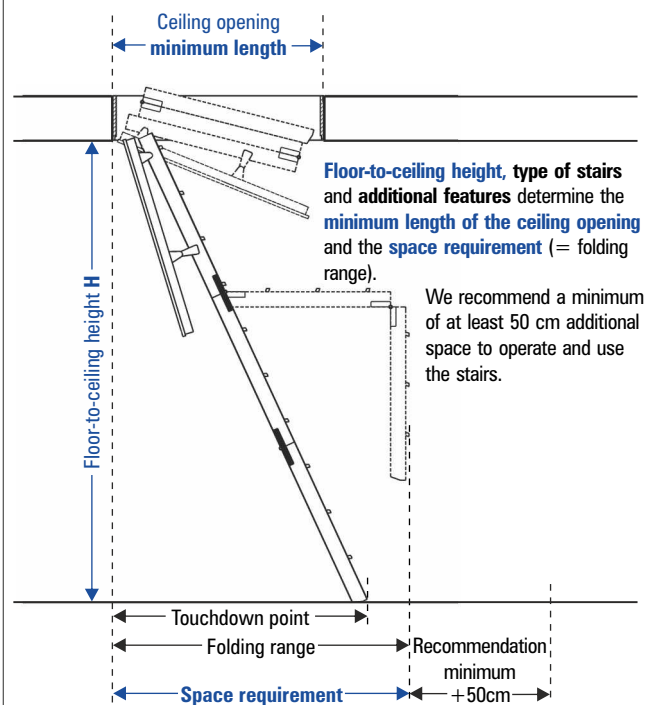 Ceiling opening
minimum length
Floor-to-ceiling height, type of stairs
and additional features determine the
minimum length of the ceiling opening
and the space requirement (= folding
range).
We recommend a minimum
of at least 50 cm additional
space to operate and use
the stairs.
Floor-to-ceiling height H
Touchdown point
Folding range
Recommendation
minimum
+50cm
Space requirement